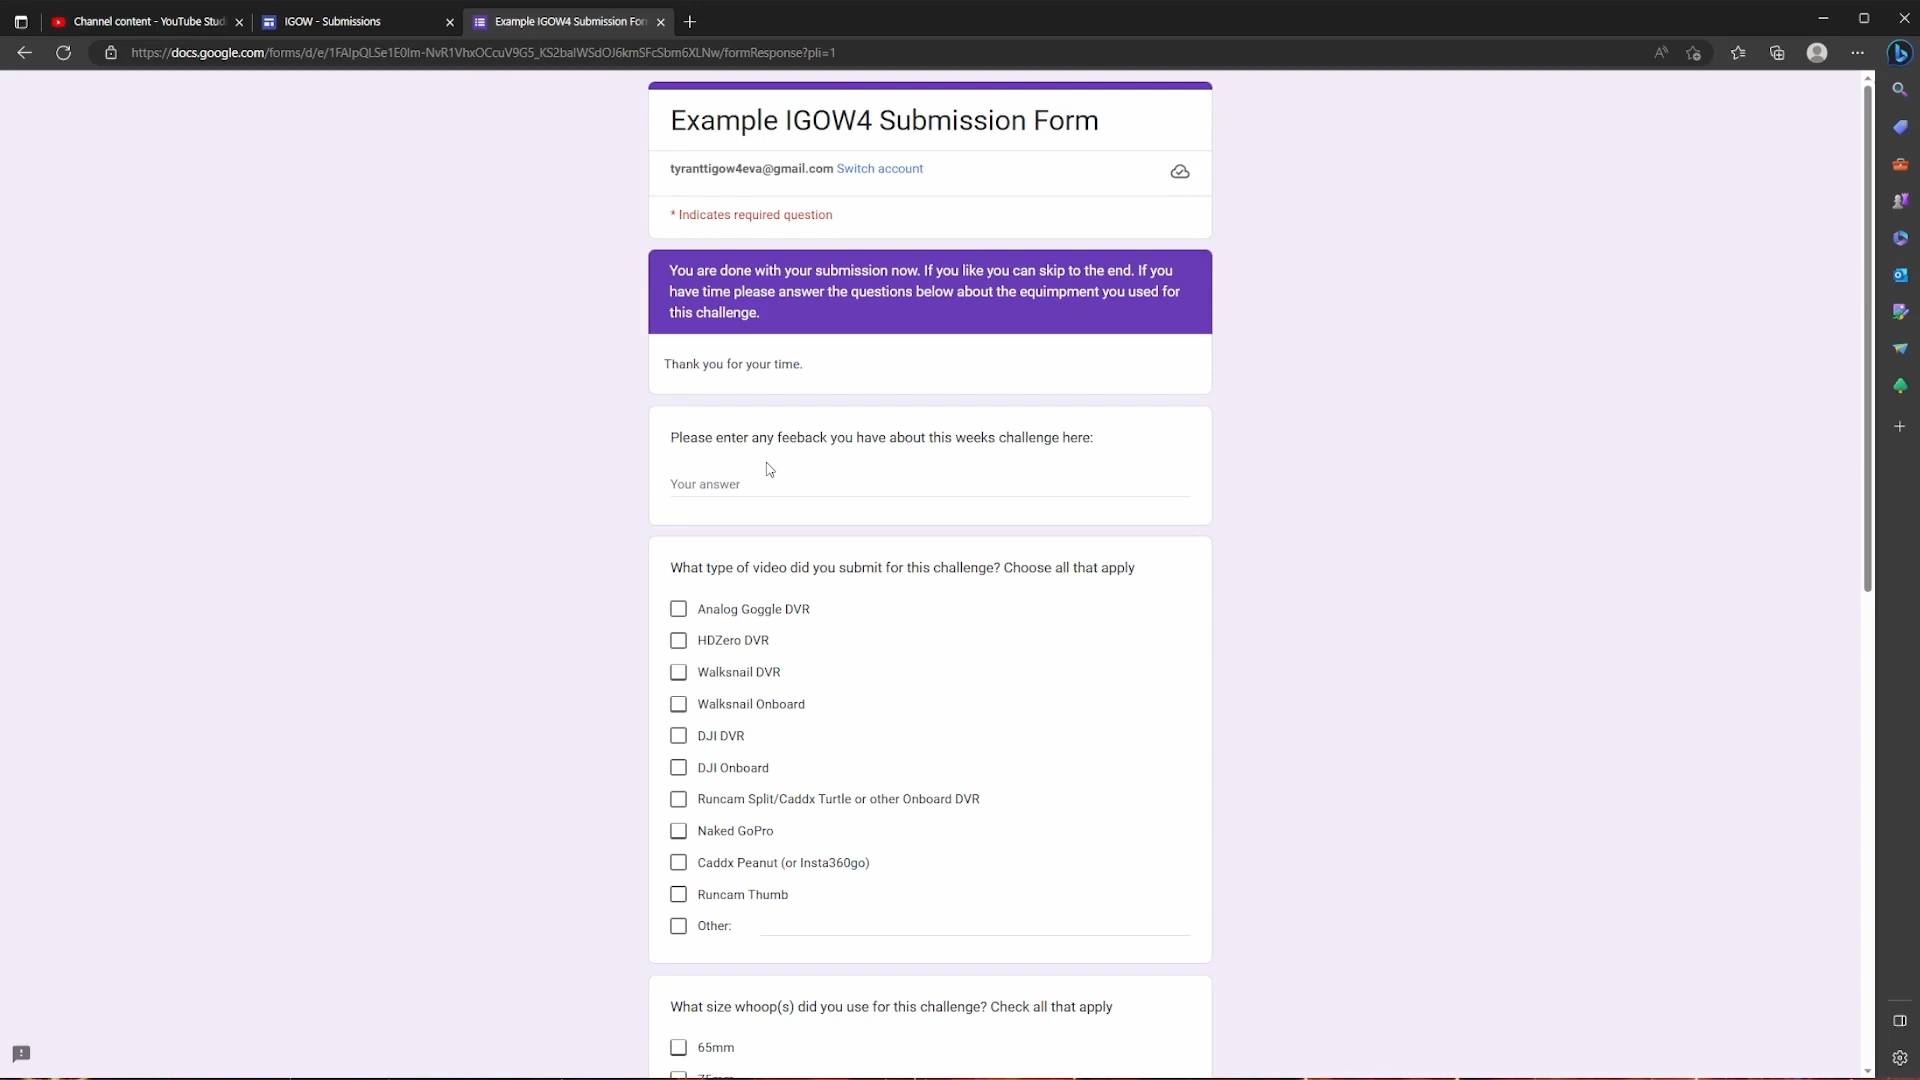 Channel content - YouTube Stud
IGOW - Submissions
Example IGOW4 Submission For
https://docs.google.com/forms/d/e/1FAIpQLSe1E0Im-NvR1VhxOCcuV9G5_KS2balWSdOJ6kmSFcSbm6XLNw/formResponse?pli=1
Example IGOW4 Submission Form
tyranttigow4eva@gmail.com Switch account
* Indicates required question
You are done with your submission now. If you like you can skip to the end. If you
have time please answer the questions below about the equimpment you used for
this challenge.
Thank you for your time.
Please enter any feeback you have about this weeks challenge here:
Your answer
What type of video did you submit for this challenge? Choose all that apply
Analog Goggle DVR
HDZero DVR
Walksnail DVR
Walksnail Onboard
DJI DVR
DJI Onboard
Runcam Split/Caddx Turtle or other Onboard DVR
Naked GoPro
Caddx Peanut (or Insta360go)
Runcam Thumb
Other:
What size whoop(s) did you use for this challenge? Check all that apply
65mm